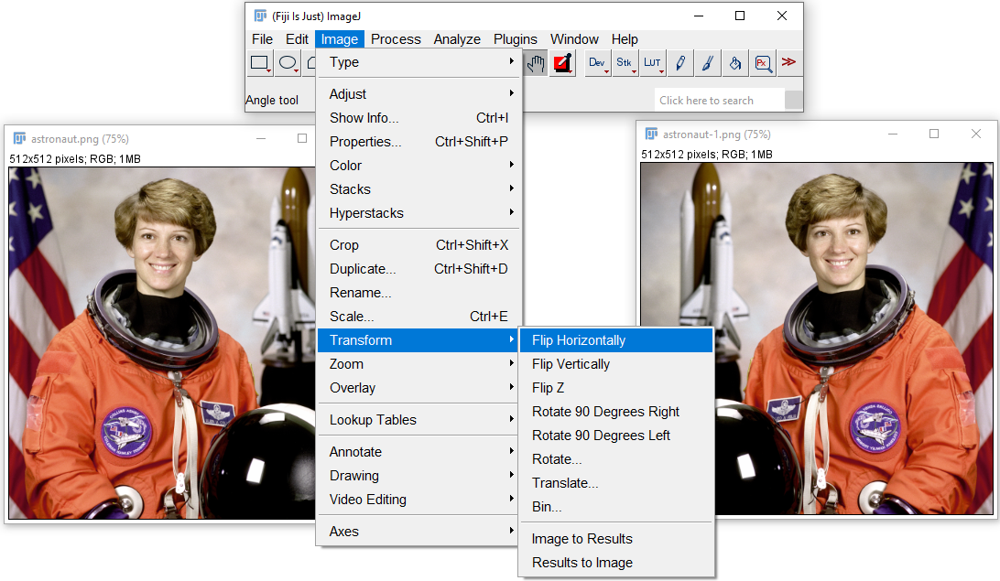 (Fiji Is Just) ImageJ
File Edit Image Process Analyze Plugins Window Help
Dev Stk LUT
Angle tool
Click here to search
astronaut.png (75%)
512x512 pixels; RGB; 1MB
Type
Adjust
Show Info... Ctrl+I
Properties... Ctrl+Shift+P
Color
Stacks
Hyperstacks
Crop Ctrl+Shift+X
Duplicate... Ctrl+Shift+D
Rename...
Scale... Ctrl+E
Transform
Zoom
Overlay
Lookup Tables
Annotate
Drawing
Video Editing
Axes
Flip Horizontally
Flip Vertically
Flip Z
Rotate 90 Degrees Right
Rotate 90 Degrees Left
Rotate...
Translate...
Bin...
Image to Results
Results to Image
astronaut-1.png (75%)
512x512 pixels; RGB; 1MB